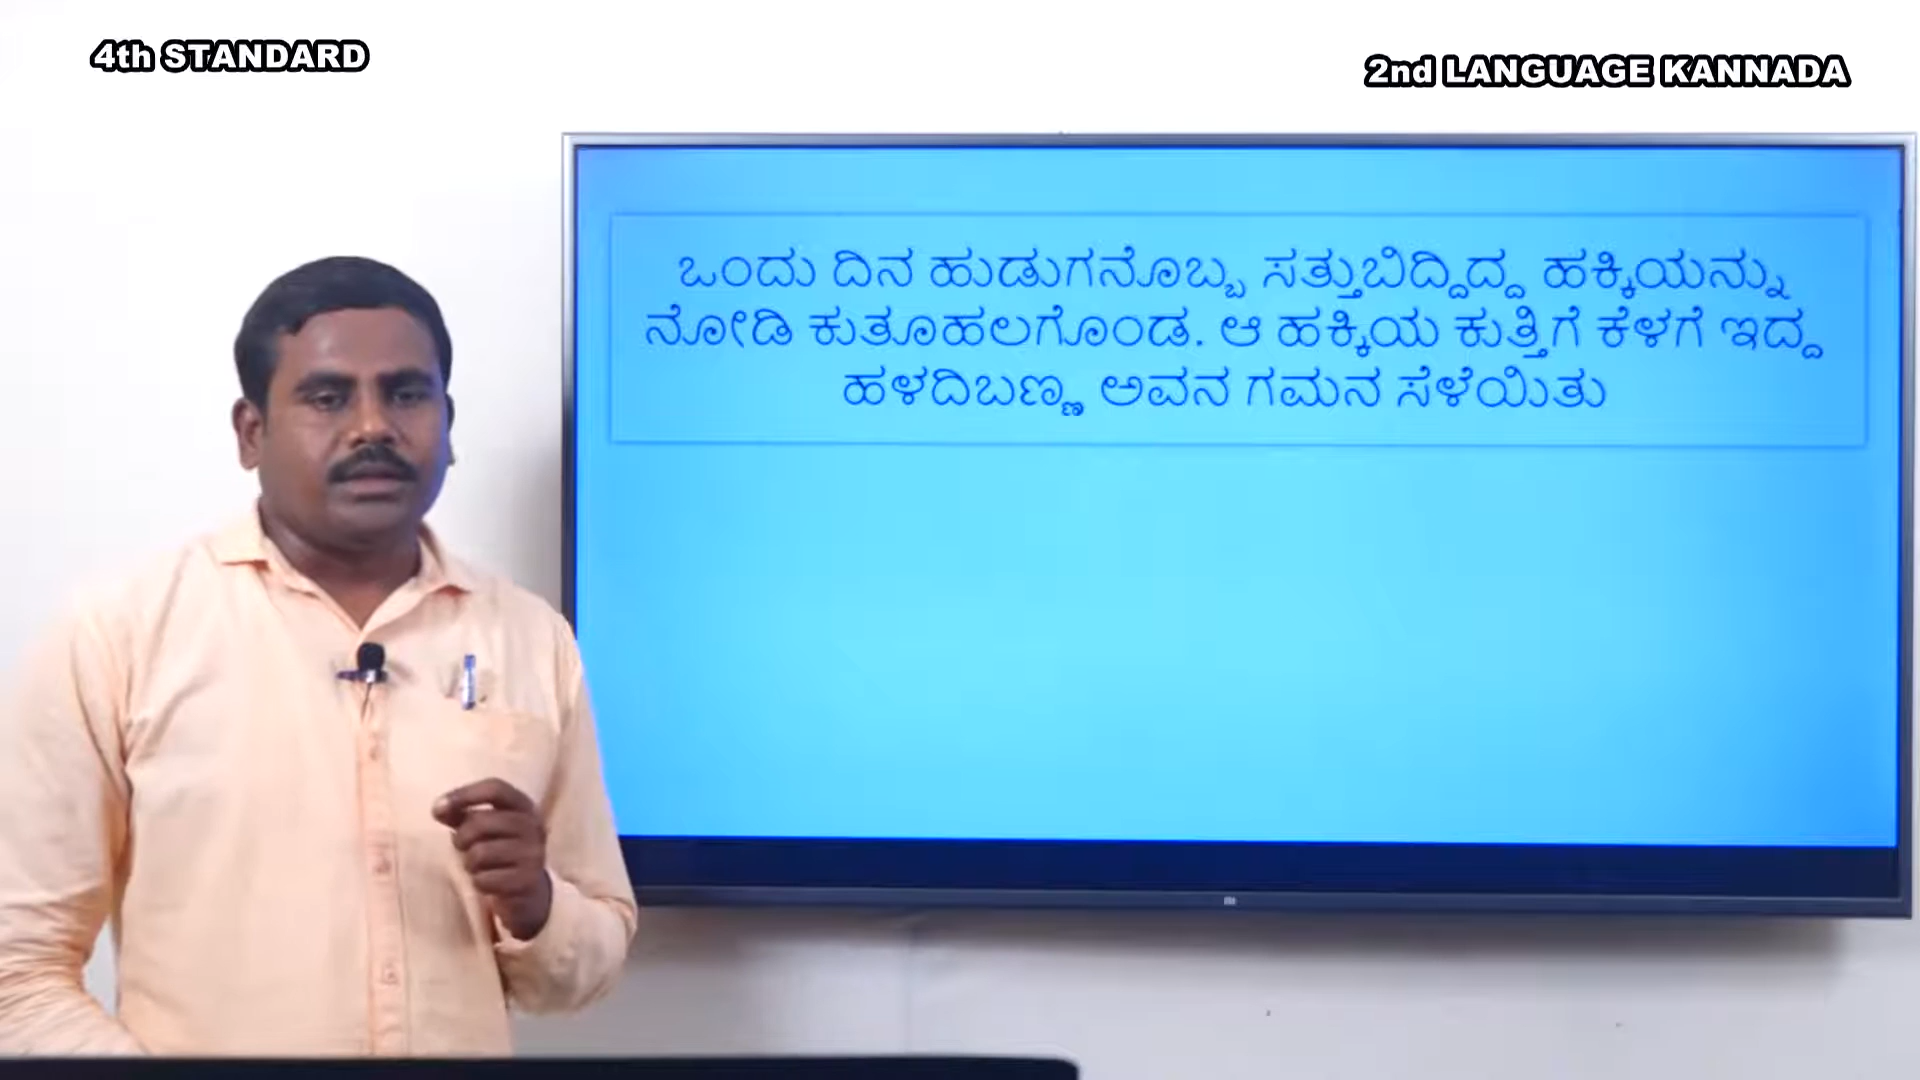 4th STANDARD
2nd LANGUAGE KANNADA
ಒಂದು ದಿನ ಹುಡುಗನೊಬ್ಬ ಸತ್ತುಬಿದ್ದಿದ್ದ ಹಕ್ಕಿಯನ್ನು
ನೋಡಿ ಕುತೂಹಲಗೊಂಡ. ಆ ಹಕ್ಕಿಯ ಕುತ್ತಿಗೆ ಕೆಳಗೆ ಇದ್ದ
ಹಳದಿಬಣ್ಣ ಅವನ ಗಮನ ಸೆಳೆಯಿತು